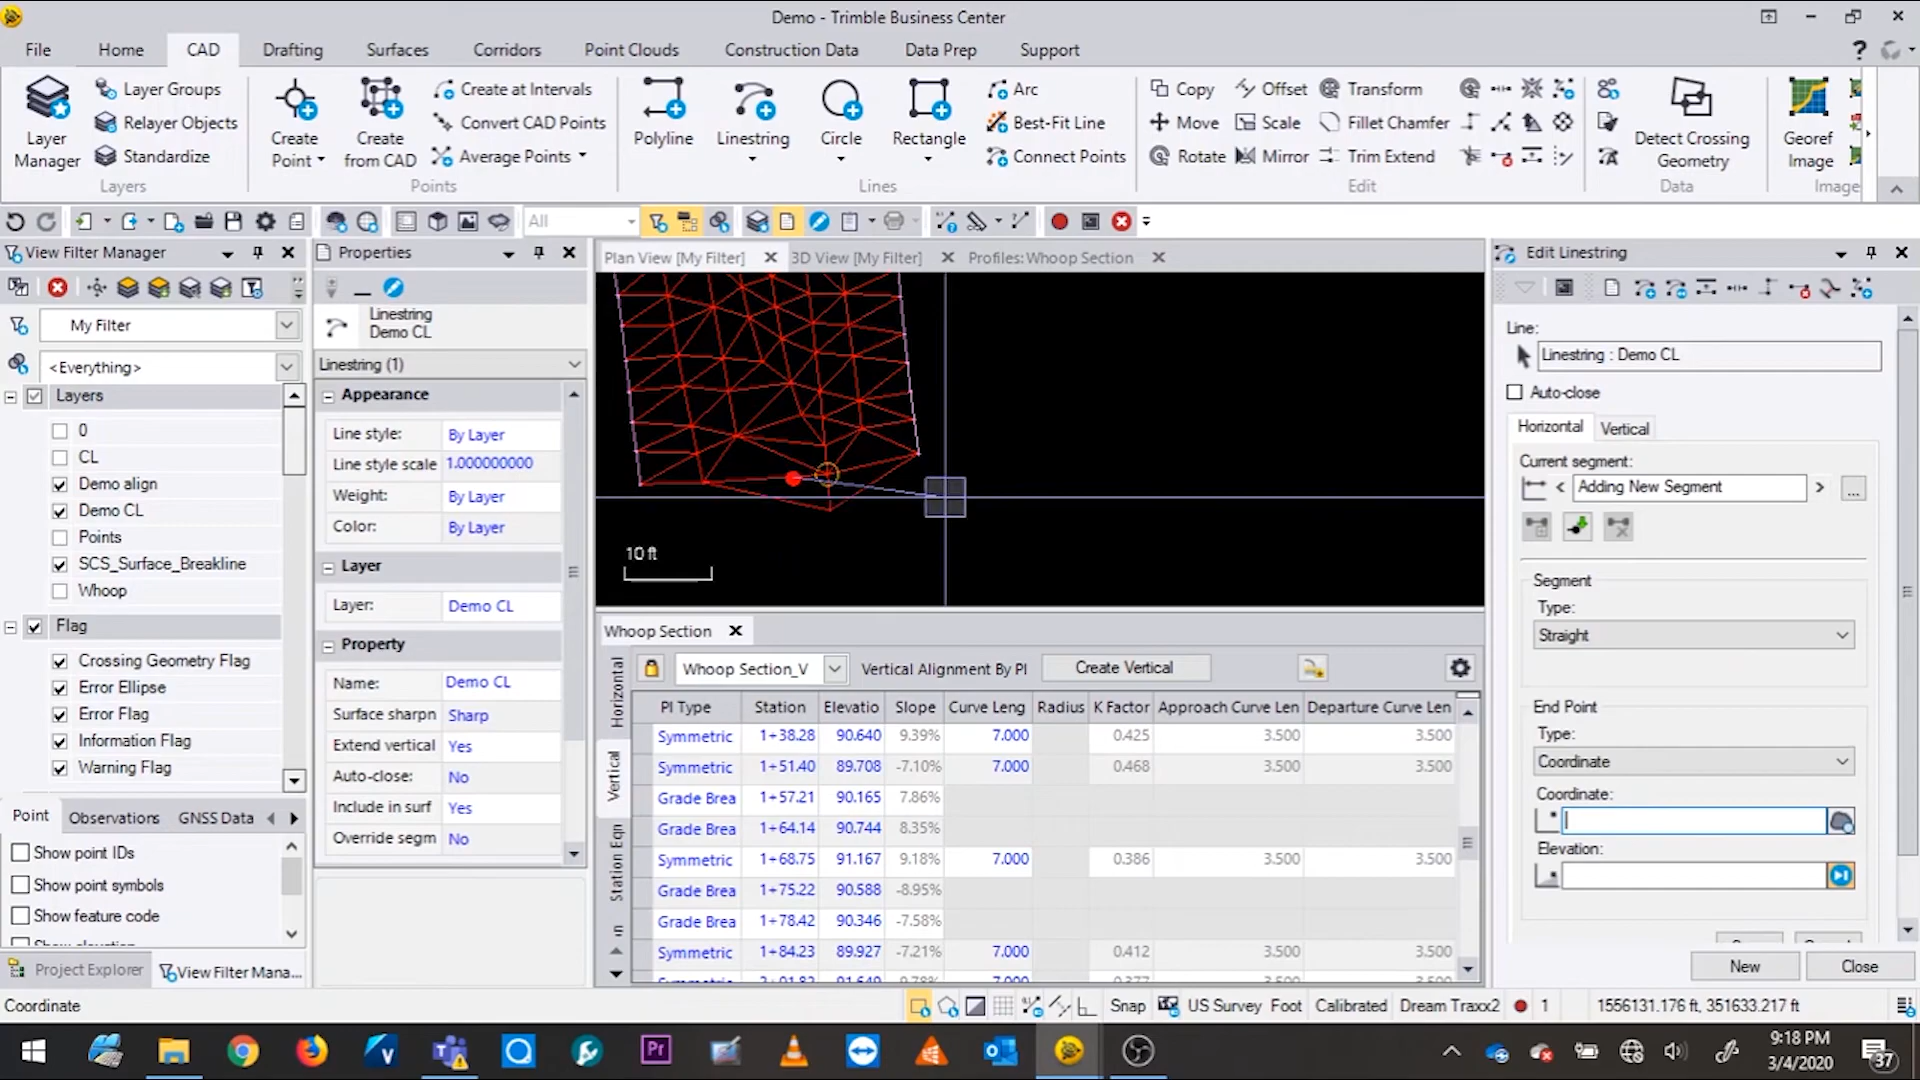 Demo - Trimble Business Center
File Home CAD Drafting Surfaces Corridors Point Clouds Construction Data Data Prep Support
Layer Manager
Layer Groups
Relayer Objects
Standardize
Layers
Create Point
Create from CAD
Create at Intervals
Convert CAD Points
Average Points
Points
Polyline
Linestring
Circle
Rectangle
Arc
Best-Fit Line
Connect Points
Lines
Copy Offset Transform
Move Scale Fillet Chamfer
Rotate Mirror Trim Extend
Edit
Detect Crossing Geometry
Data
Georef Image
Image
All
View Filter Manager
My Filter
<Everything>
Layers
0
CL
Demo align
Demo CL
Points
SCS_Surface_Breakline
Whoop
Flag
Crossing Geometry Flag
Error Ellipse
Error Flag
Information Flag
Warning Flag
Point Observations GNSS Data
Show point IDs
Show point symbols
Show feature code
Project Explorer View Filter Mana...
Properties
Linestring
Demo CL
Linestring (1)
Appearance
Line style: By Layer
Line style scale 1.000000000
Weight: By Layer
Color: By Layer
Layer
Layer: Demo CL
Property
Name: Demo CL
Surface sharpn Sharp
Extend vertical Yes
Auto-close: No
Include in surf Yes
Override segm No
Plan View [My Filter] 3D View [My Filter] Profiles: Whoop Section
10 ft
Whoop Section
Horizontal
Vertical
Station Eqn
Whoop Section_V Vertical Alignment By PI Create Vertical
PI Type Station Elevatio Slope Curve Leng Radius K Factor Approach Curve Len Departure Curve Len
Symmetric 1+38.28 90.640 9.39% 7.000 0.425 3.500 3.500
Symmetric 1+51.40 89.708 -7.10% 7.000 0.468 3.500 3.500
Grade Brea 1+57.21 90.165 7.86%
Grade Brea 1+64.14 90.744 8.35%
Symmetric 1+68.75 91.167 9.18% 7.000 0.386 3.500 3.500
Grade Brea 1+75.22 90.588 -8.95%
Grade Brea 1+78.42 90.346 -7.58%
Symmetric 1+84.23 89.927 -7.21% 7.000 0.412 3.500 3.500
Edit Linestring
Line:
Linestring : Demo CL
Auto-close
Horizontal Vertical
Current segment:
< Adding New Segment > ...
Segment
Type:
Straight
End Point
Type:
Coordinate
Coordinate:
Elevation:
New Close
Coordinate
Snap US Survey Foot Calibrated Dream Traxx2 1 1556131.176 ft, 351633.217 ft
Pr
9:18 PM
3/4/2020
37